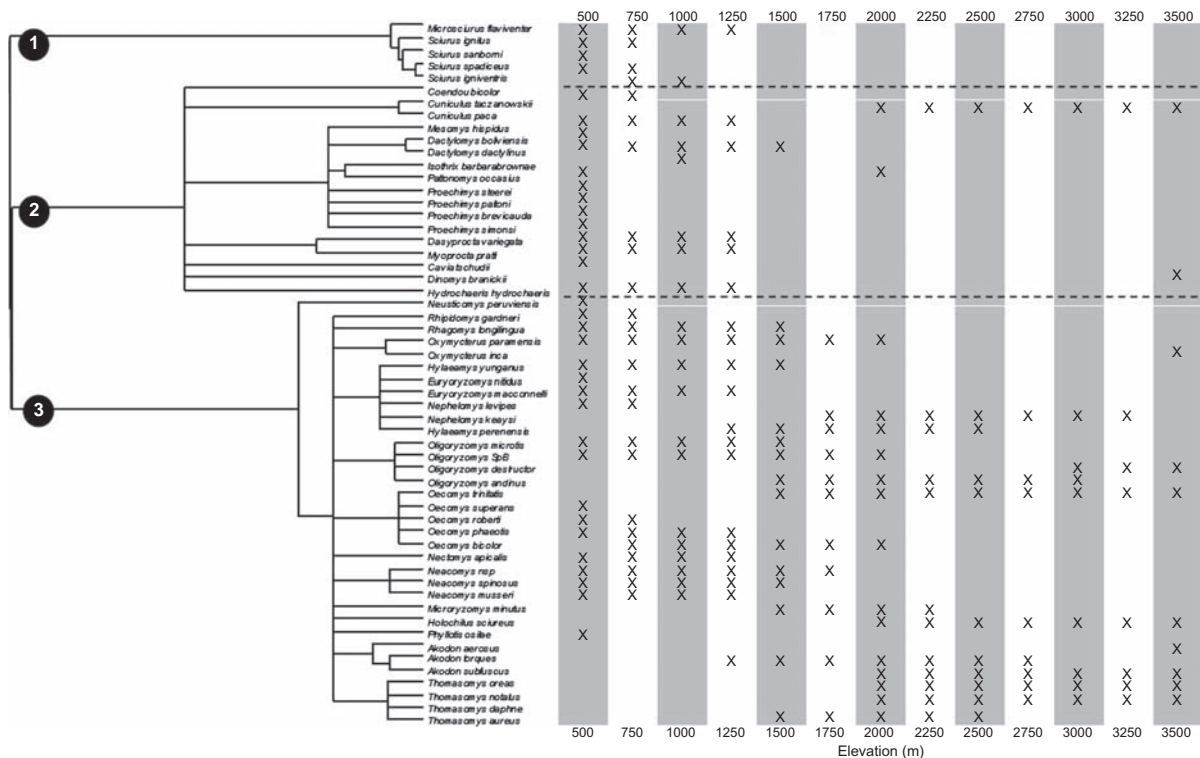 500 750 1000 1250 1500 1750 2000 2250 2500 2750 3000 3250 3500
1
Microsciurus flaviventer X X X X
Sciurus ignitus X X
Sciurus sanborni X
Sciurus spadiceus X X
Sciurus igniventris X X
2
Coendou bicolor X X
Cuniculus taczanowskii X X X X X
Cuniculus paca X X X X
Mesomys hispidus X
Dactylomys boliviensis X X X X X
Dactylomys dactylinus X
Isothrix barbarabrownae X X
Pattonomys occasius X
Proechimys steerei X
Proechimys pattoni X
Proechimys brevicauda X
Proechimys simonsi X X X X
Dasyprocta variegata X X X X
Myoprocta pratti X
Cavia tschudii
Dinomys branickii
Hydrochaeris hydrochaeris X X X X
3
Neusticomys peruviensis X
Rhipidomys gardneri X X
Rhagomys longilingua X X X X X
Oxymycterus paramensis X X X X X X X
Oxymycterus inca X
Hylaeamys yunganus X X X X X
Euryoryzomys nitidus X
Euryoryzomys macconnelli X X X X
Nephelomys levipes X X
Nephelomys keaysi X X X X X X
Hylaeamys perenensis X X X X X
Oligoryzomys microtis X X X X X
Oligoryzomys SpB X X X X X X
Oligoryzomys destructor X X X
Oligoryzomys andinus X X X X X X
Oecomys trinitatis X X X X X X X
Oecomys superans X
Oecomys roberti X X
Oecomys phaeotis X X X X
Oecomys bicolor X X X X X X
Nectomys apicalis X X X X
Neacomys nsp X X X X X X
Neacomys spinosus X X X X X
Neacomys musseri X X X X
Microryzomys minutus X X X
Holochilus sciureus X X X X X X
Phyllotis osilae X
Akodon aerosus X
Akodon torques X X X X X X
Akodon subfuscus X X X X X
Thomasomys oreas X X X X X
Thomasomys notatus X X X X X
Thomasomys daphne
Thomasomys aureus X X X X
500 750 1000 1250 1500 1750 2000 2250 2500 2750 3000 3250 3500
Elevation (m)